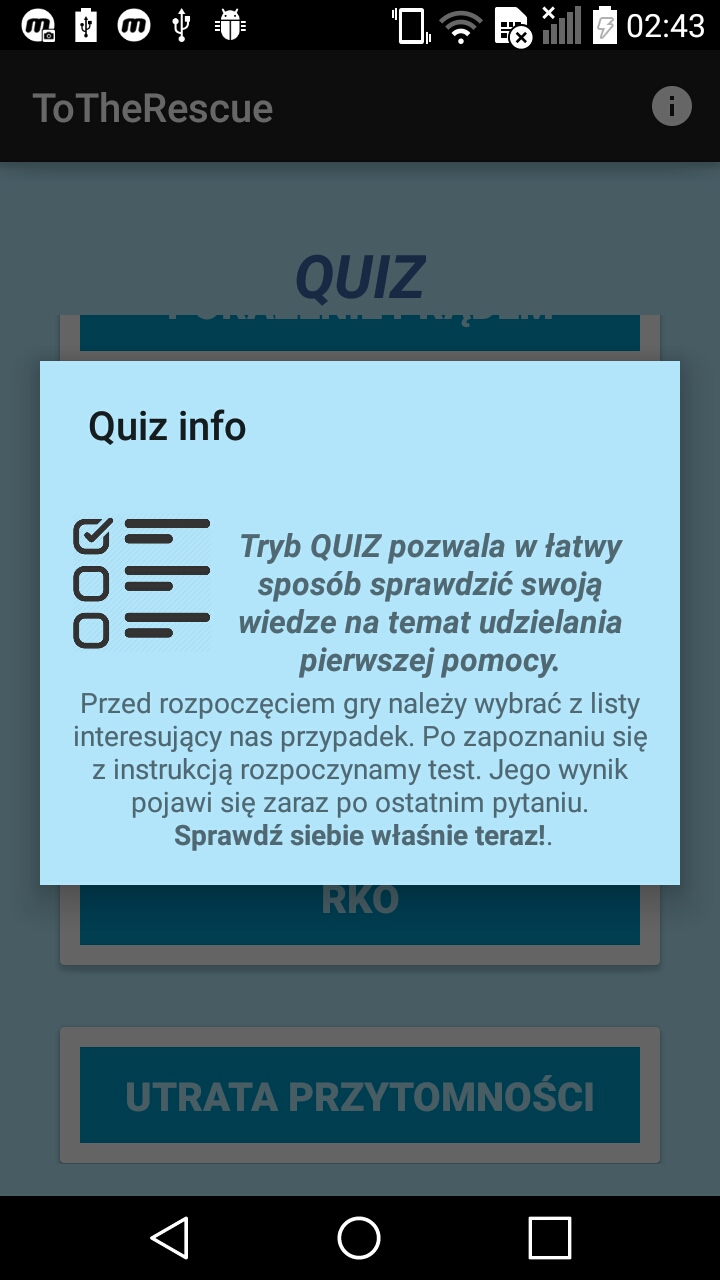 02:43
ToTheRescue
QUIZ
Quiz info
Tryb QUIZ pozwala w łatwy
sposób sprawdzić swoją
wiedze na temat udzielania
pierwszej pomocy.
Przed rozpoczęciem gry należy wybrać z listy
interesujący nas przypadek. Po zapoznaniu się
z instrukcją rozpoczynamy test. Jego wynik
pojawi się zaraz po ostatnim pytaniu.
Sprawdź siebie właśnie teraz!.
RKO
UTRATA PRZYTOMNOŚCI